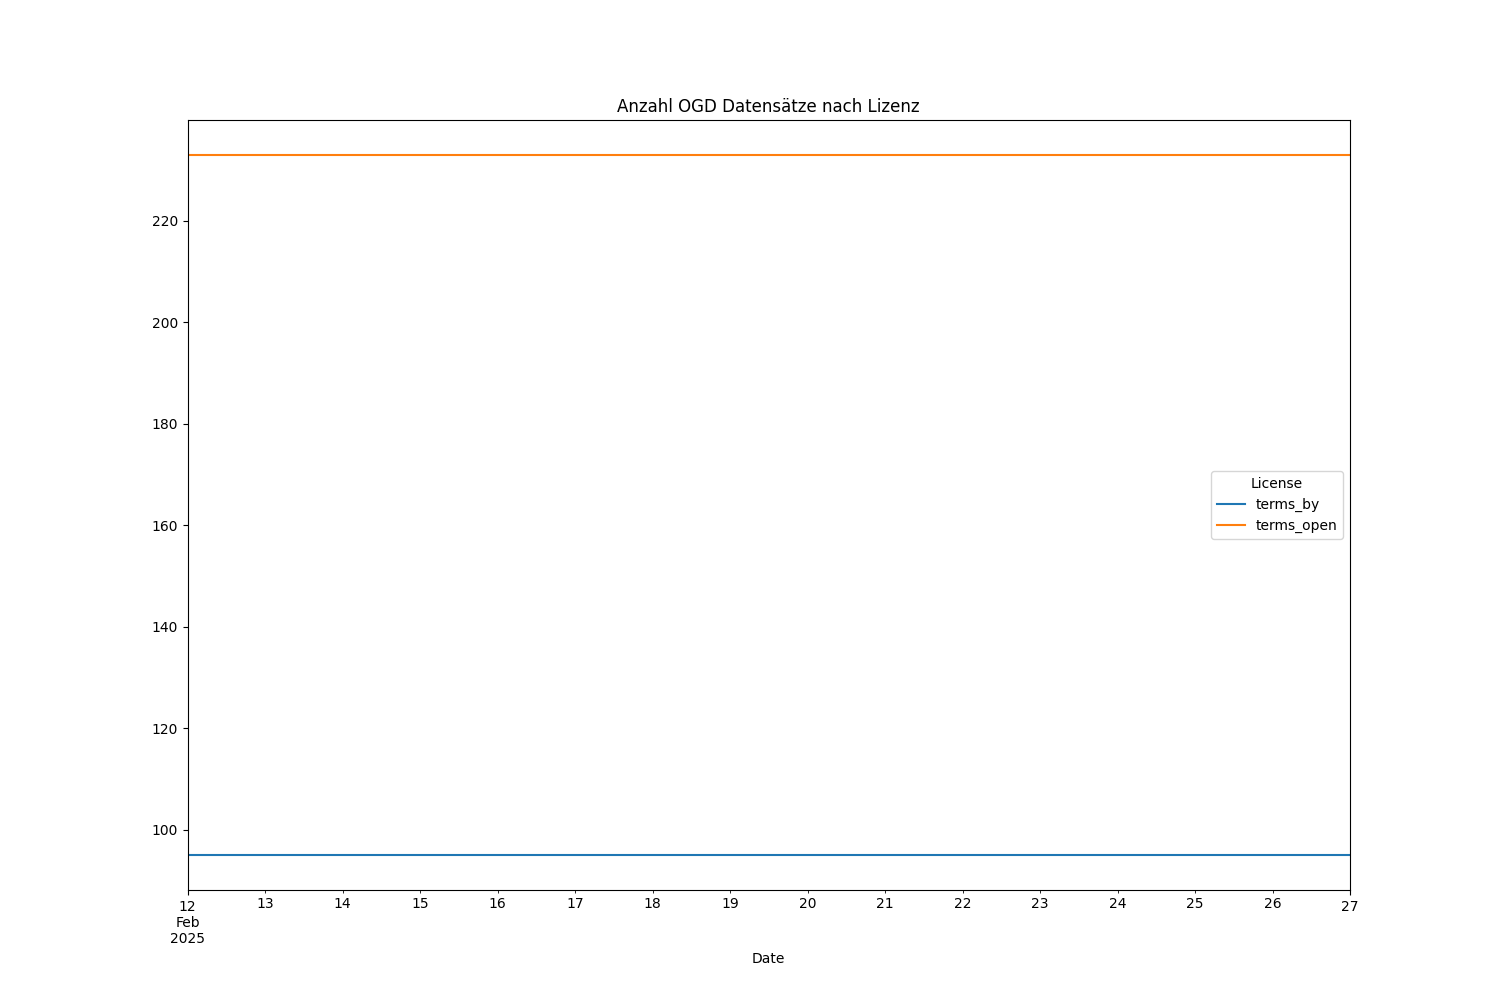 Anzahl OGD Datensätze nach Lizenz
220
200
180
160
140
120
100
License
terms_by
terms_open
12 13 14 15 16 17 18 19 20 21 22 23 24 25 26 27
Feb
2025
Date